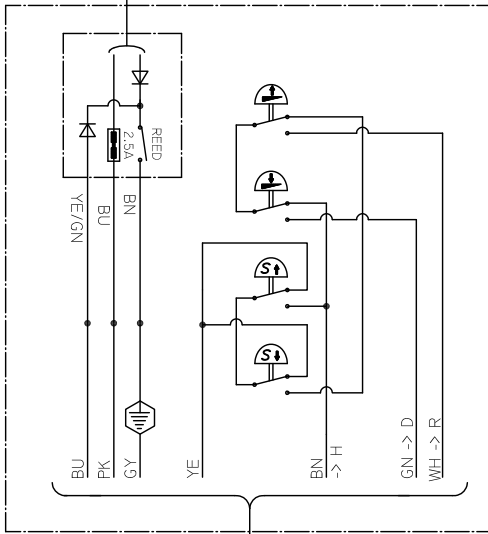 REED
2.5A
YE/GN
BU
BN
S
S
BU
PK
GY
YE
BN
-> H
GN -> D
WH -> R